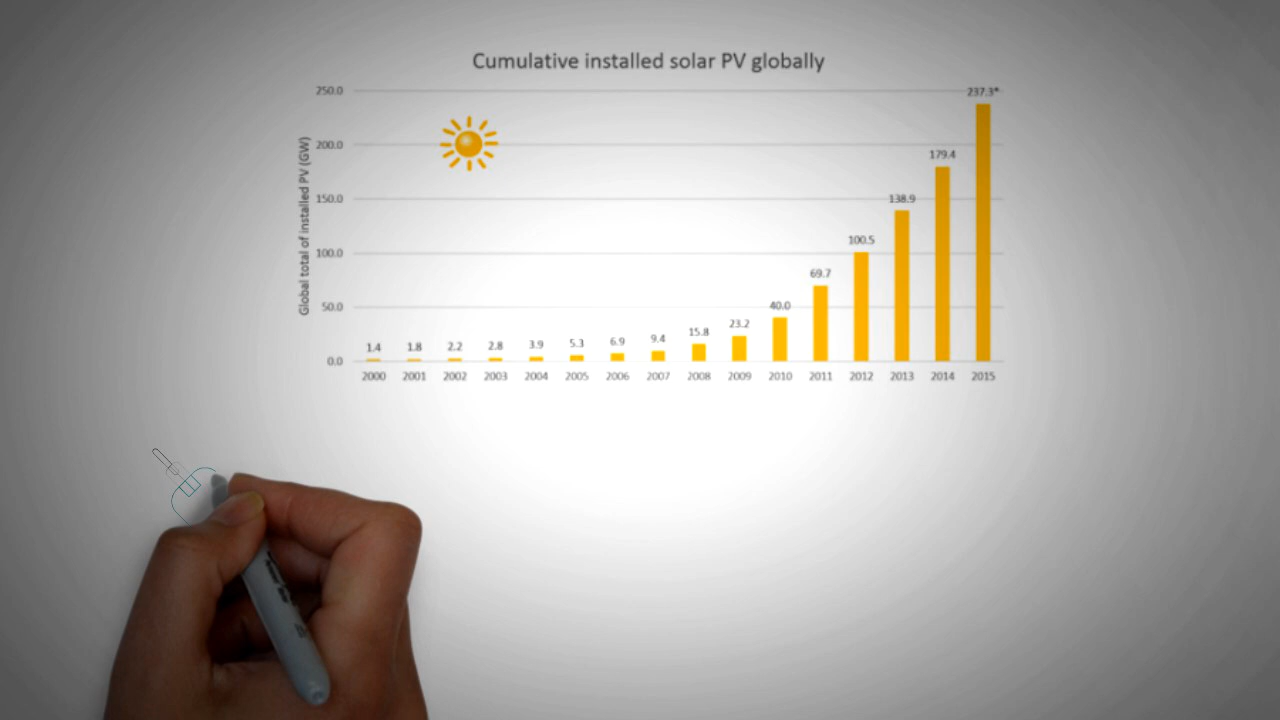 Cumulative installed solar PV globally
Global total of installed PV (GW)
250.0
200.0
150.0
100.0
50.0
0.0
1.4 1.8 2.2 2.8 3.9 5.3 6.9 9.4 15.8 23.2 40.0 69.7 100.5 138.9 179.4 237.3*
2000 2001 2002 2003 2004 2005 2006 2007 2008 2009 2010 2011 2012 2013 2014 2015